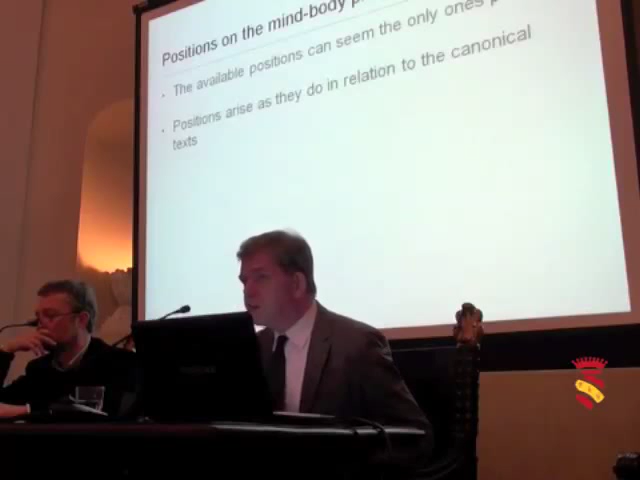 Positions on the mind-body
The available positions can seem the only ones
Positions arise as they do in relation to the canonical
texts